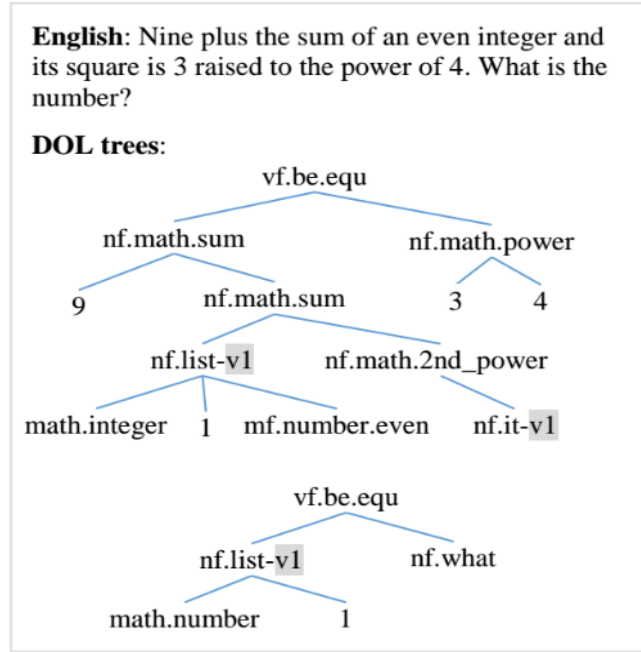 English: Nine plus the sum of an even integer and
its square is 3 raised to the power of 4. What is the
number?
DOL trees:
vf.be.equ
nf.math.sum nf.math.power
9 nf.math.sum 3 4
nf.list-v1 nf.math.2nd_power
math.integer 1 mf.number.even nf.it-v1
vf.be.equ
nf.list-v1 nf.what
math.number 1